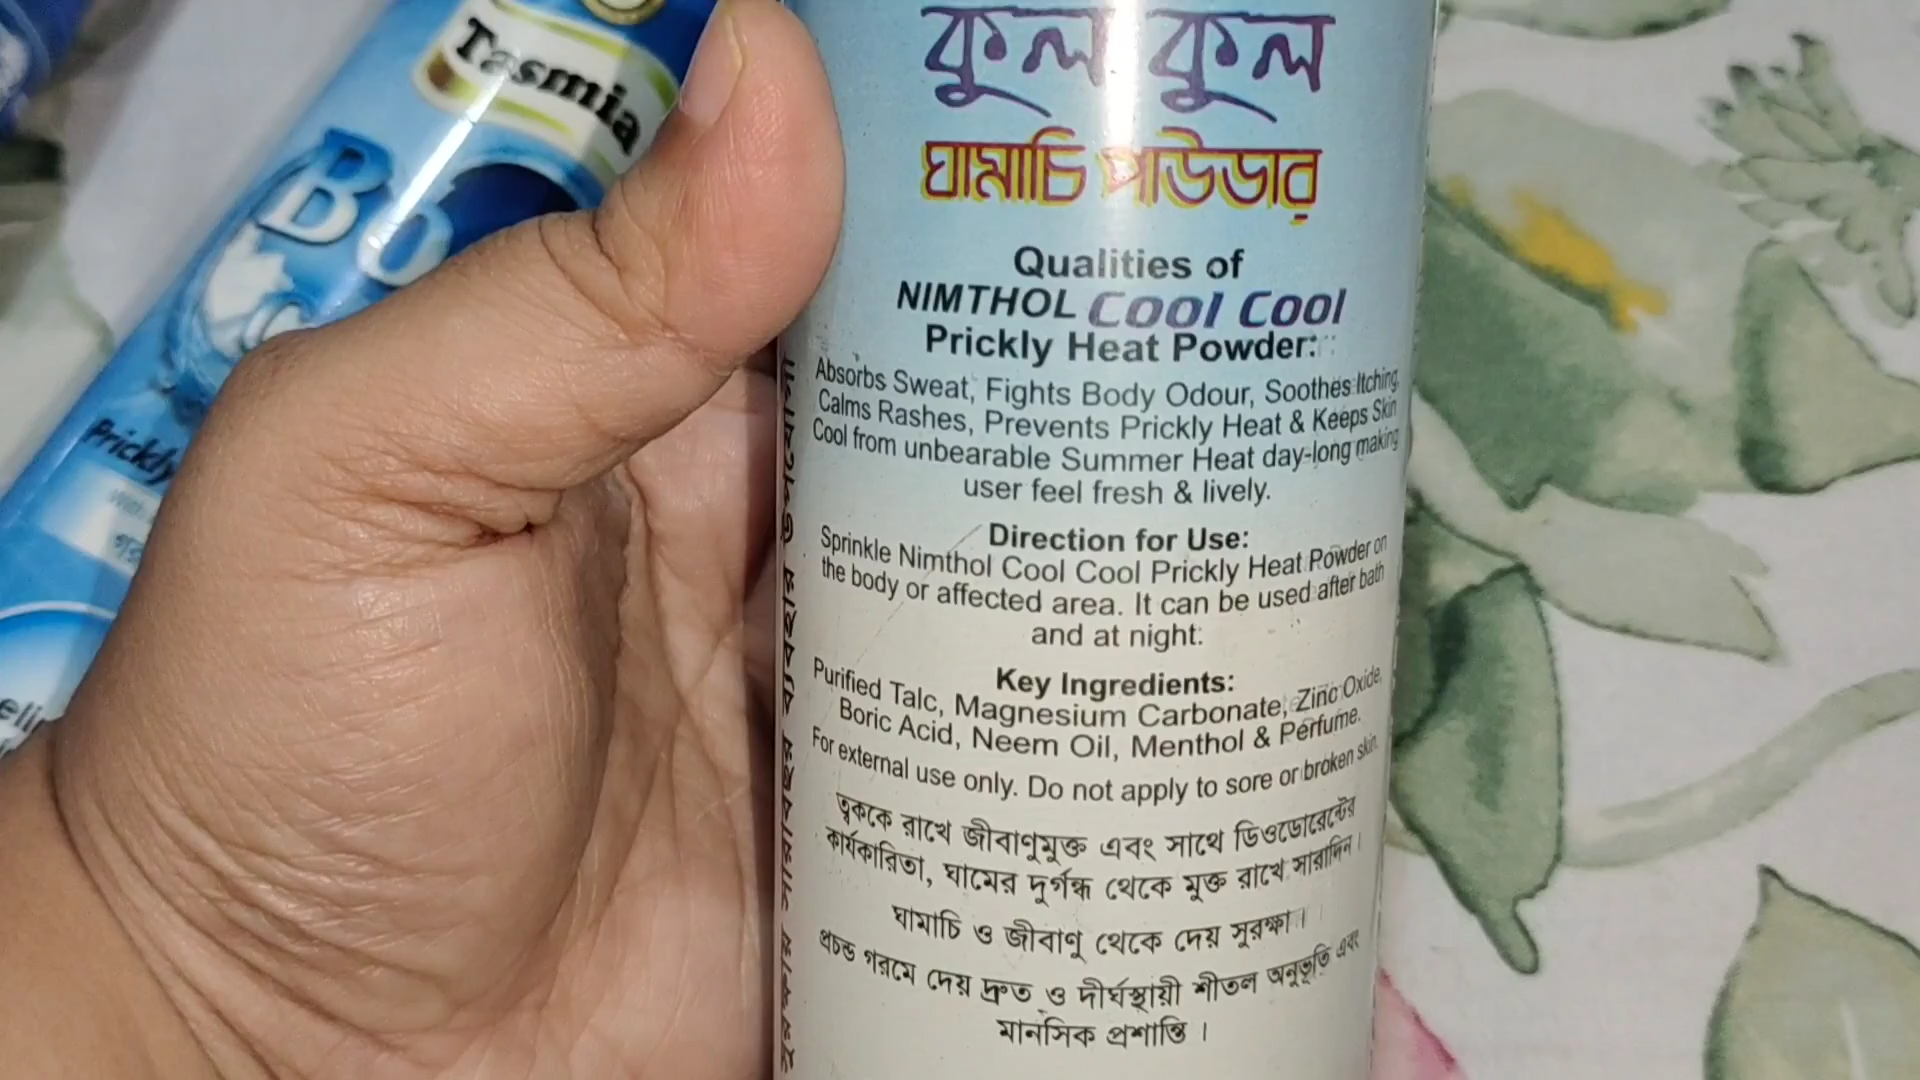 Tasmia
Prickly
কুল কুল
ঘামাচি পাউডার
Qualities of
NIMTHOL Cool Cool
Prickly Heat Powder:
Absorbs Sweat, Fights Body Odour, Soothes Itching,
Calms Rashes, Prevents Prickly Heat & Keeps Skin
Cool from unbearable Summer Heat day-long making
user feel fresh & lively.
Direction for Use:
Sprinkle Nimthol Cool Cool Prickly Heat Powder on
the body or affected area. It can be used after bath
and at night.
Key Ingredients:
Purified Talc, Magnesium Carbonate, Zinc Oxide,
Boric Acid, Neem Oil, Menthol & Perfume.
For external use only. Do not apply to sore or broken skin.
ত্বককে রাখে জীবাণুমুক্ত এবং সাথে ডিওডোরেন্টের
কার্যকারিতা, ঘামের দুর্গন্ধ থেকে মুক্ত রাখে সারাদিন।
ঘামাচি ও জীবাণু থেকে দেয় সুরক্ষা।
প্রচন্ড গরমে দেয় দ্রুত ও দীর্ঘস্থায়ী শীতল অনুভূতি এবং
মানসিক প্রশান্তি।